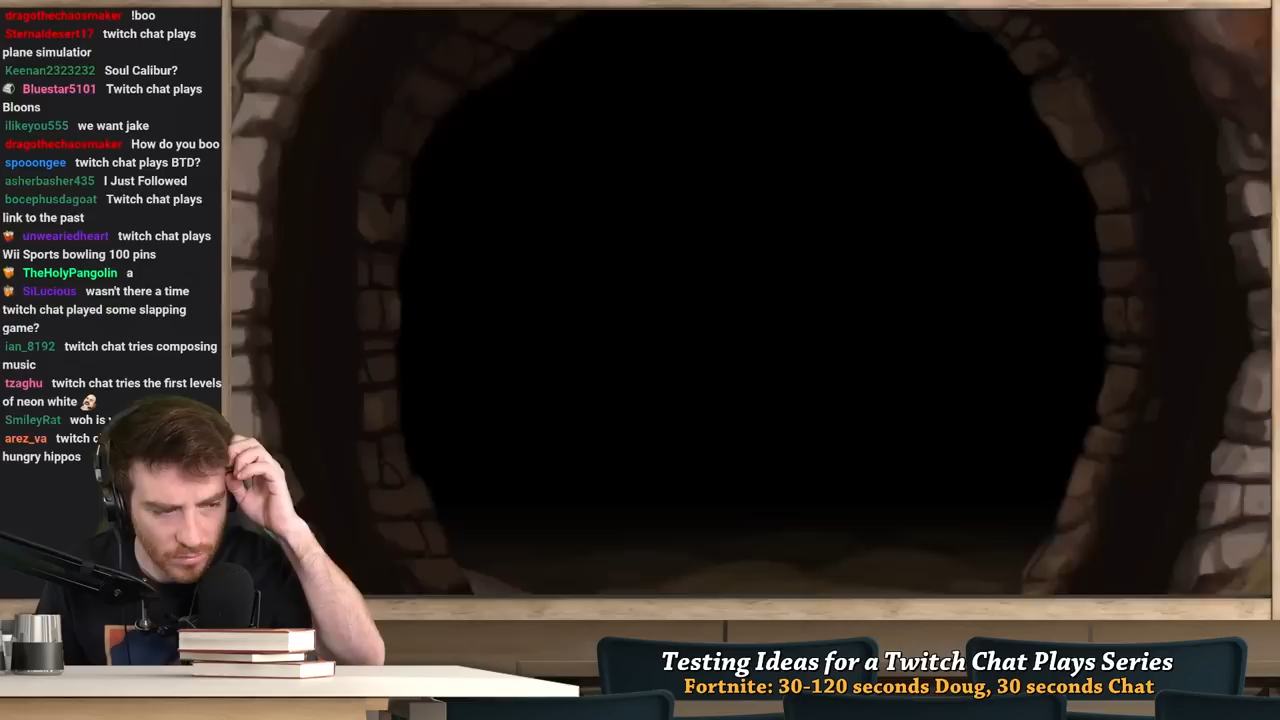 dragothechaosmaker !boo
Sternaldesert17 twitch chat plays
plane simulatior
Keenan2323232 Soul Calibur?
Bluestar5101 Twitch chat plays
Bloons
ilikeyou555 we want jake
dragothechaosmaker How do you boo
spooongee twitch chat plays BTD?
asherbasher435 I Just Followed
bocephusdagoat Twitch chat plays
link to the past
unweariedheart twitch chat plays
Wii Sports bowling 100 pins
TheHolyPangolin a
SiLucious wasn't there a time
twitch chat played some slapping
game?
ian_8192 twitch chat tries composing
music
tzaghu twitch chat tries the first levels
of neon white
SmileyRat woh is
arez_va twitch
hungry hippos
Testing Ideas for a Twitch Chat Plays Series
Fortnite: 30-120 seconds Doug, 30 seconds Chat